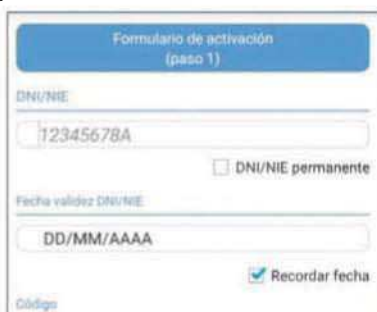 Formulario de activación
(paso 1)
DNI/NIE
12345678A
DNI/NIE permanente
Fecha validez DNI/NIE
DD/MM/AAAA
Recordar fecha
Código